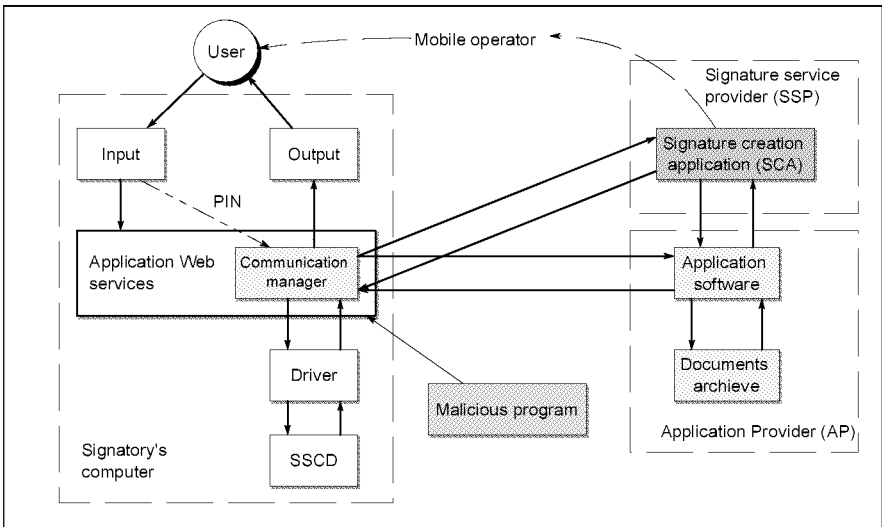 User
Mobile operator
Signature service
provider (SSP)
Input
Output
Signature creation
application (SCA)
PIN
Application Web
services
Communication
manager
Application
software
Driver
Documents
archieve
Malicious program
Signatory's
computer
SSCD
Application Provider (AP)